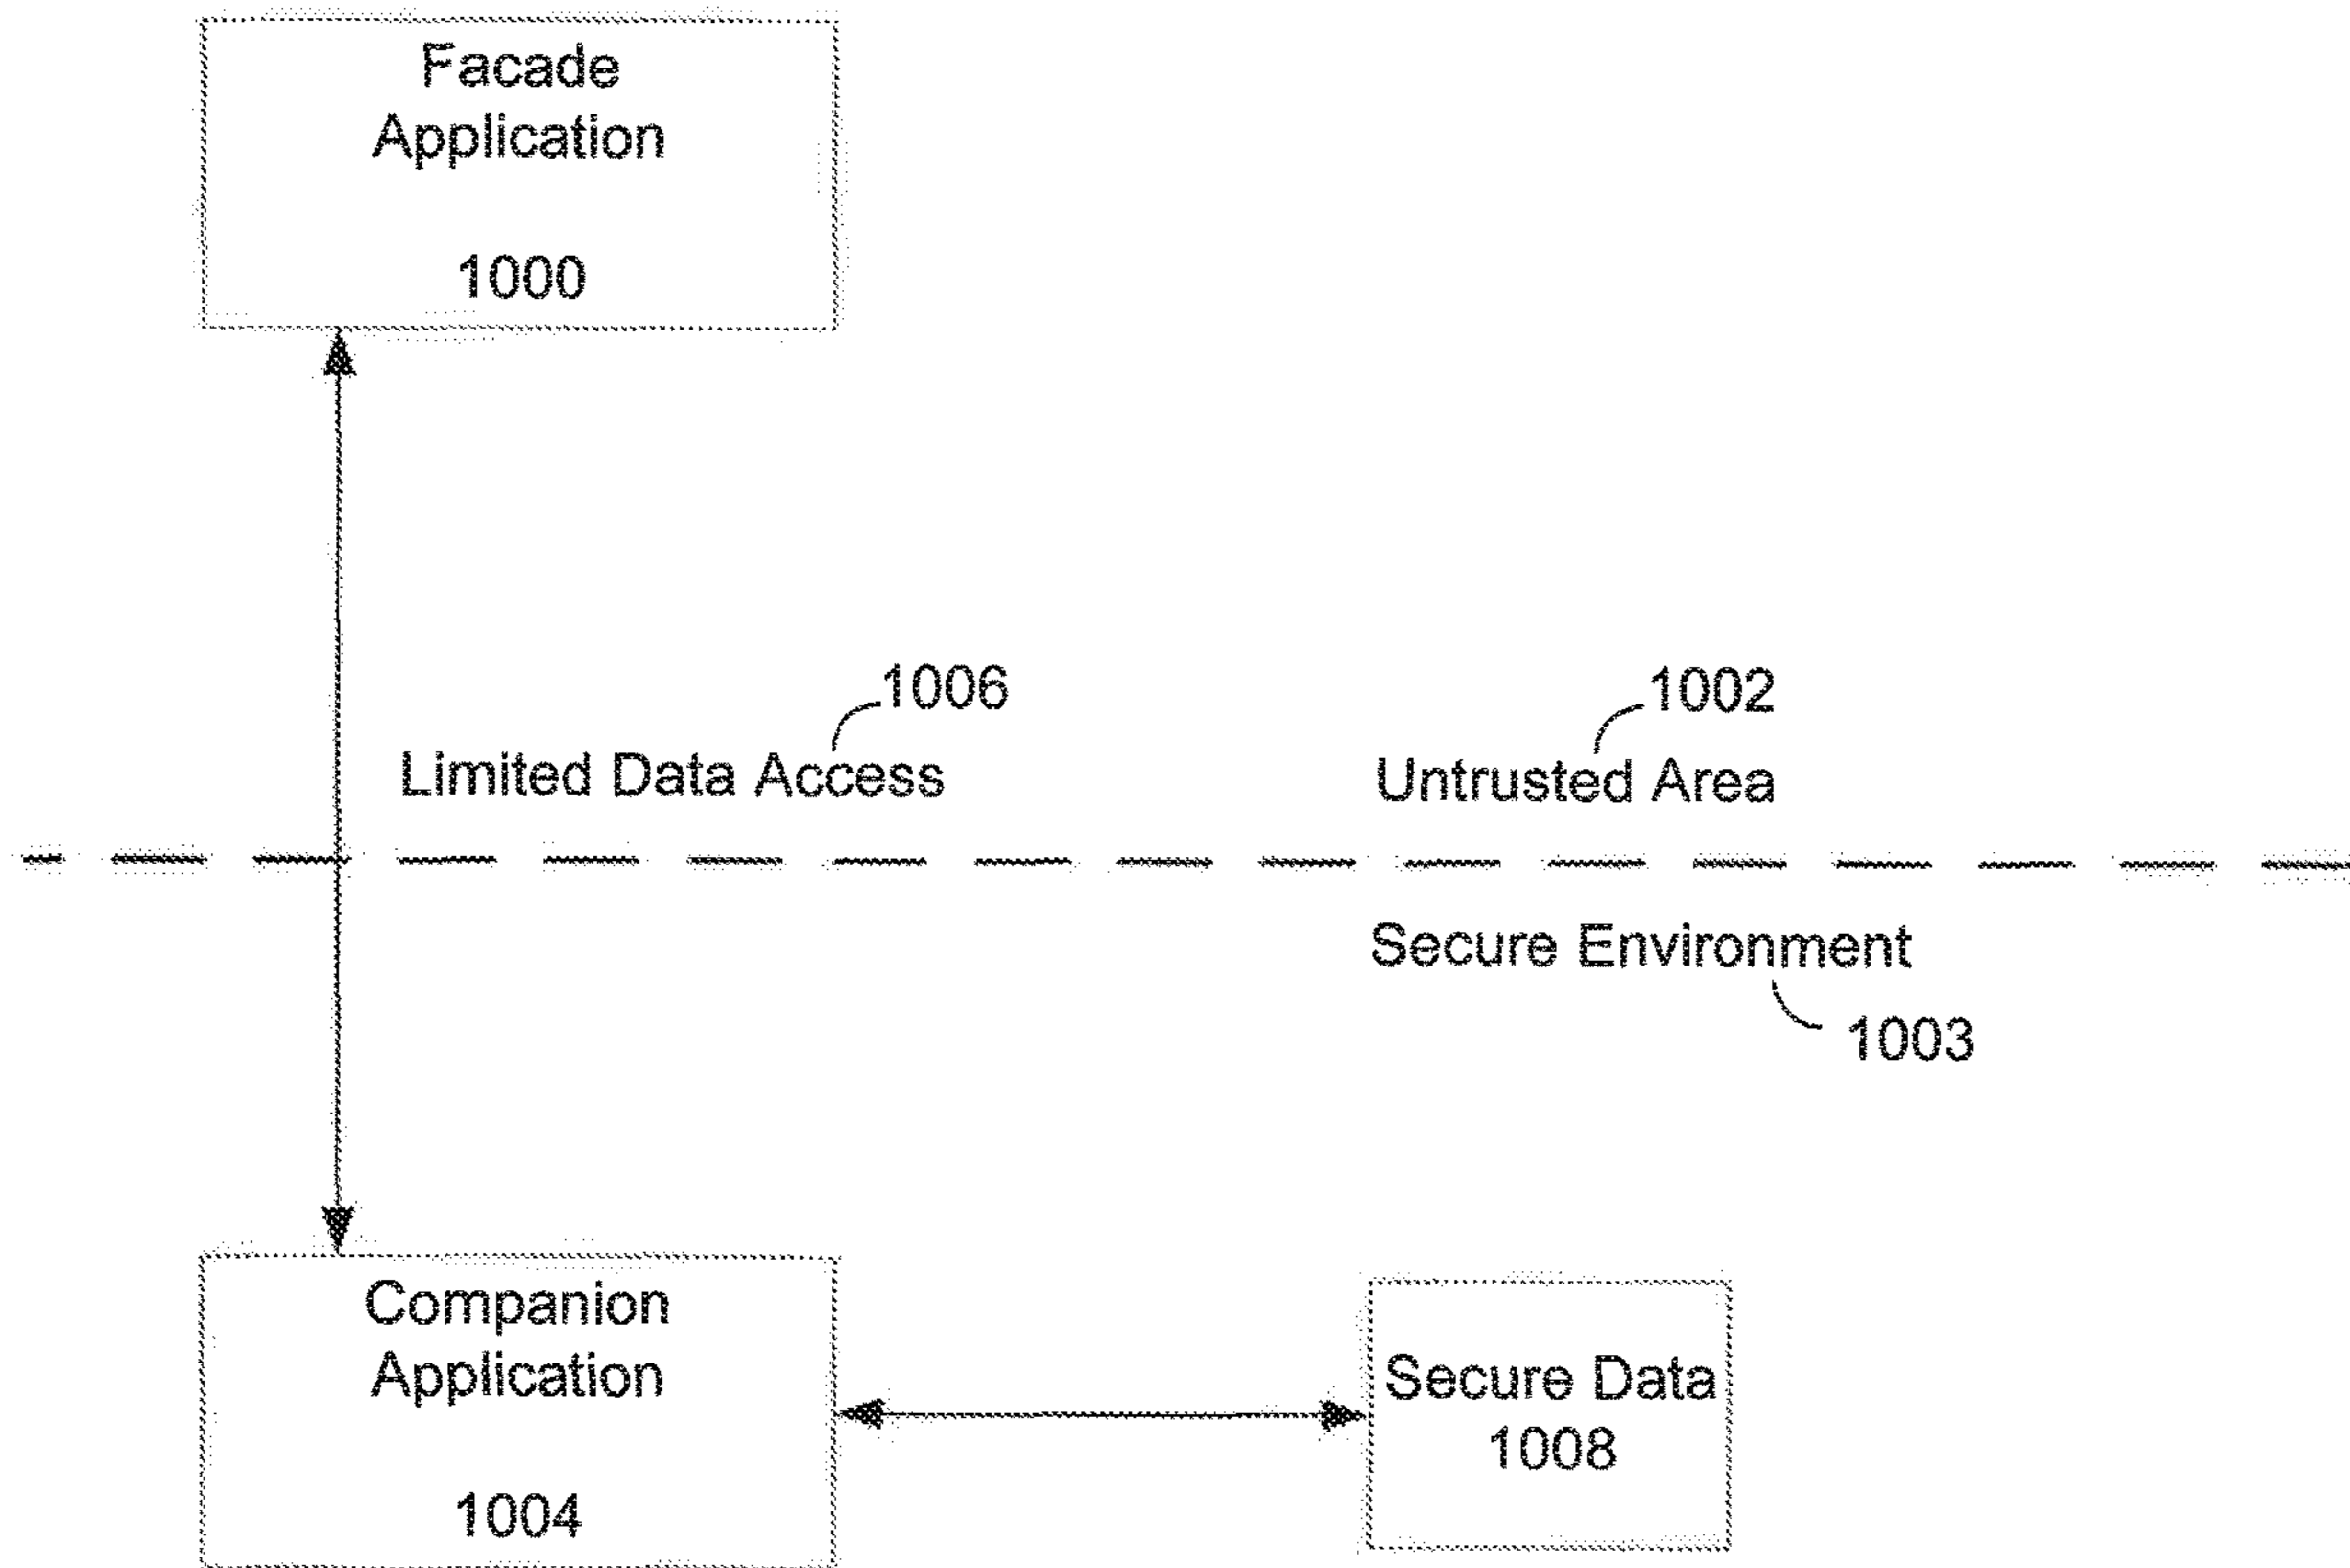 Facade
Application
1000
1006
1002
Limited Data Access
Untrusted Area
Secure Environment
1003
Companion
Application
1004
Secure Data
1008